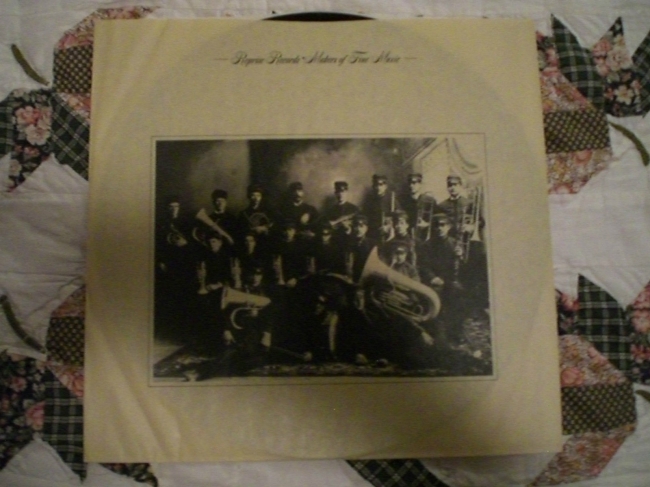 Reprise Records • Makers of Fine Music